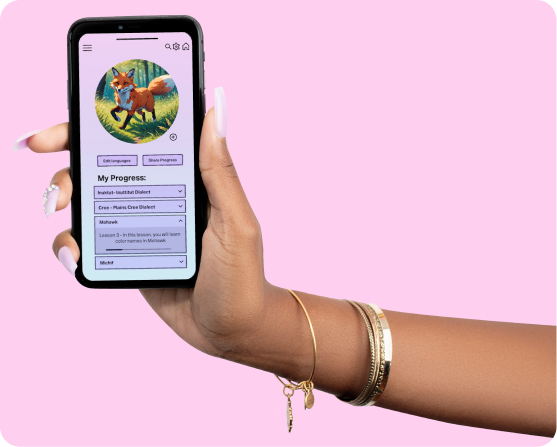 Edit languages Share Progress
My Progress:
Inuktut- Inuttitut Dialect
Cree - Plains Cree Dialect
Mohawk
Lesson 3 - in this lesson, you will learn
color names in Mohawk
Michif